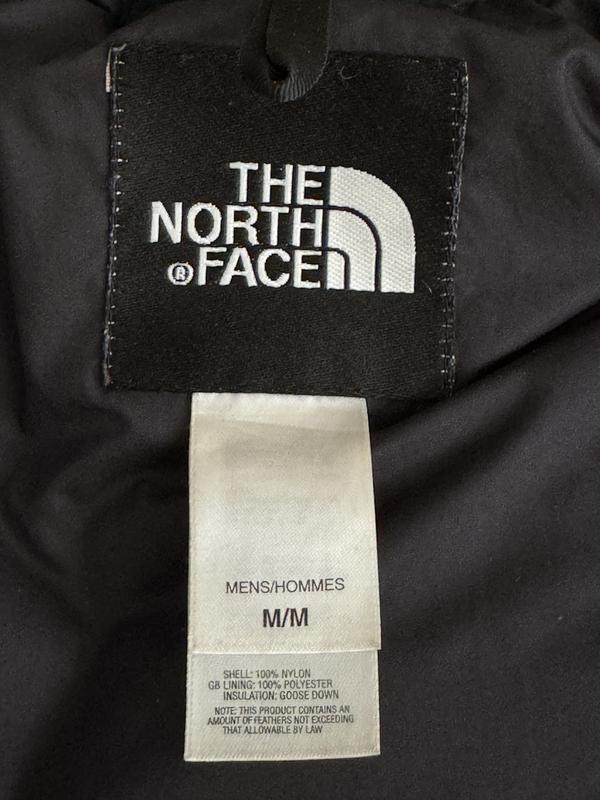 THE
NORTH
® FACE
MENS/HOMMES
M/M
SHELL: 100% NYLON
GB LINING: 100% POLYESTER
INSULATION: GOOSE DOWN
NOTE: THIS PRODUCT CONTAINS AN
AMOUNT OF FEATHERS NOT EXCEEDING
THAT ALLOWABLE BY LAW